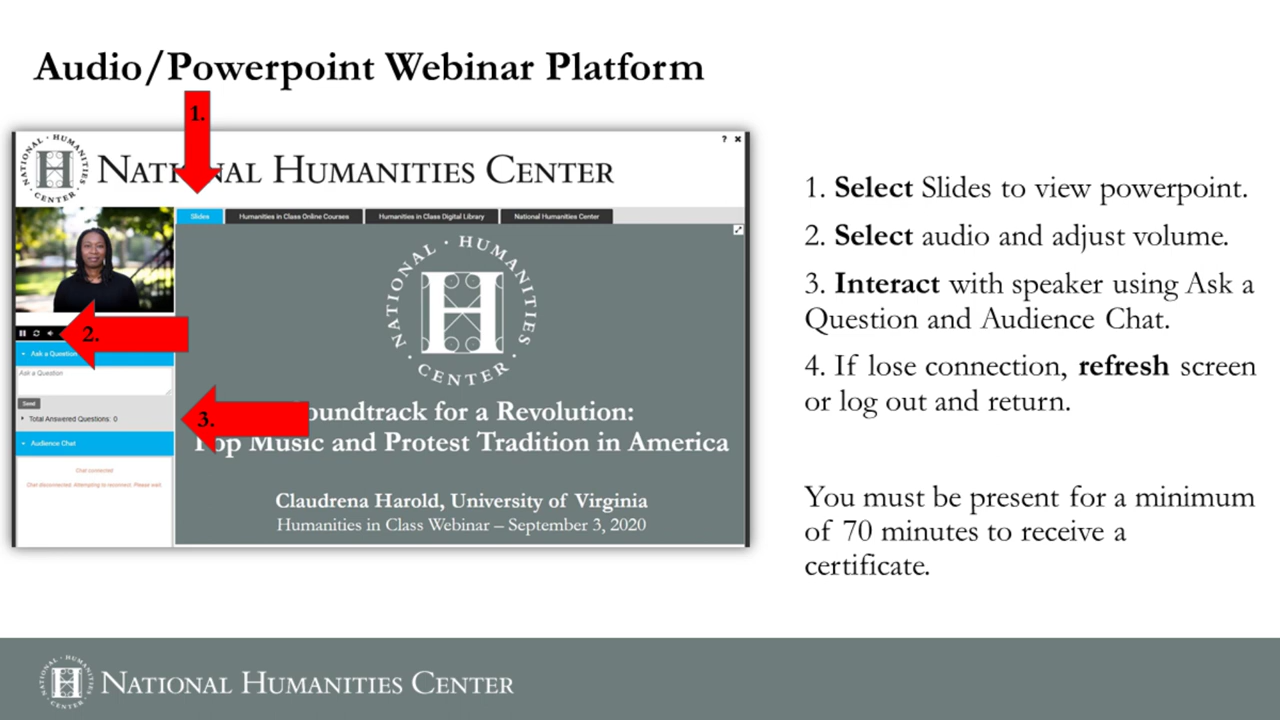 Audio/Powerpoint Webinar Platform
1.
NATIONAL HUMANITIES CENTER
NATIONAL HUMANITIES CENTER
? ×
Slides
Humanities in Class Online Courses
Humanities in Class Digital Library
National Humanities Center
NATIONAL HUMANITIES CENTER
H
2.
Ask a Question
Ask a Question
Send
Total Answered Questions: 0
3.
Audience Chat
Chat connected
Chat disconnected. Attempting to reconnect. Please wait.
oundtrack for a Revolution:
Pop Music and Protest Tradition in America
Claudrena Harold, University of Virginia
Humanities in Class Webinar – September 3, 2020
1. Select Slides to view powerpoint.
2. Select audio and adjust volume.
3. Interact with speaker using Ask a
Question and Audience Chat.
4. If lose connection, refresh screen
or log out and return.
You must be present for a minimum
of 70 minutes to receive a
certificate.
NATIONAL HUMANITIES CENTER
H
NATIONAL HUMANITIES CENTER